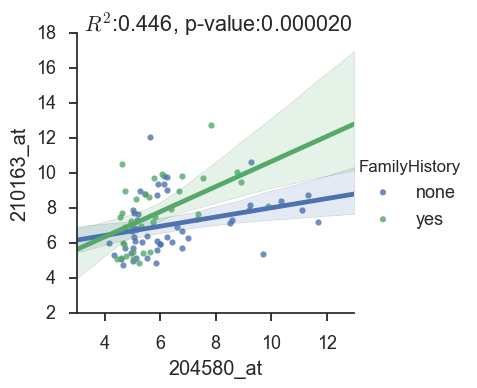 R²:0.446, p-value:0.000020
18
16
14
12
10
8
6
4
2
210163_at
4 6 8 10 12
204580_at
FamilyHistory
none
yes